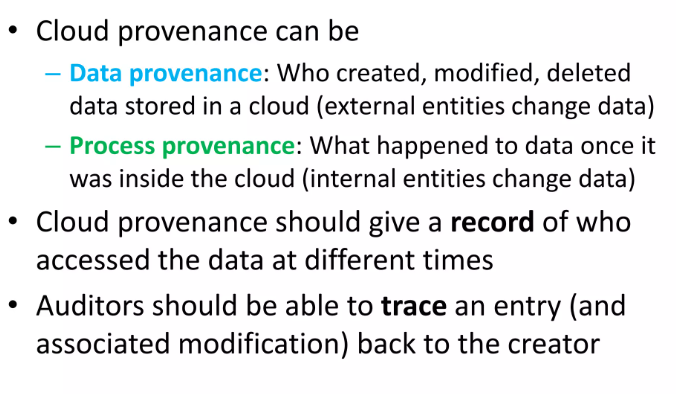 • Cloud provenance can be
– Data provenance: Who created, modified, deleted
data stored in a cloud (external entities change data)
– Process provenance: What happened to data once it
was inside the cloud (internal entities change data)
• Cloud provenance should give a record of who
accessed the data at different times
• Auditors should be able to trace an entry (and
associated modification) back to the creator